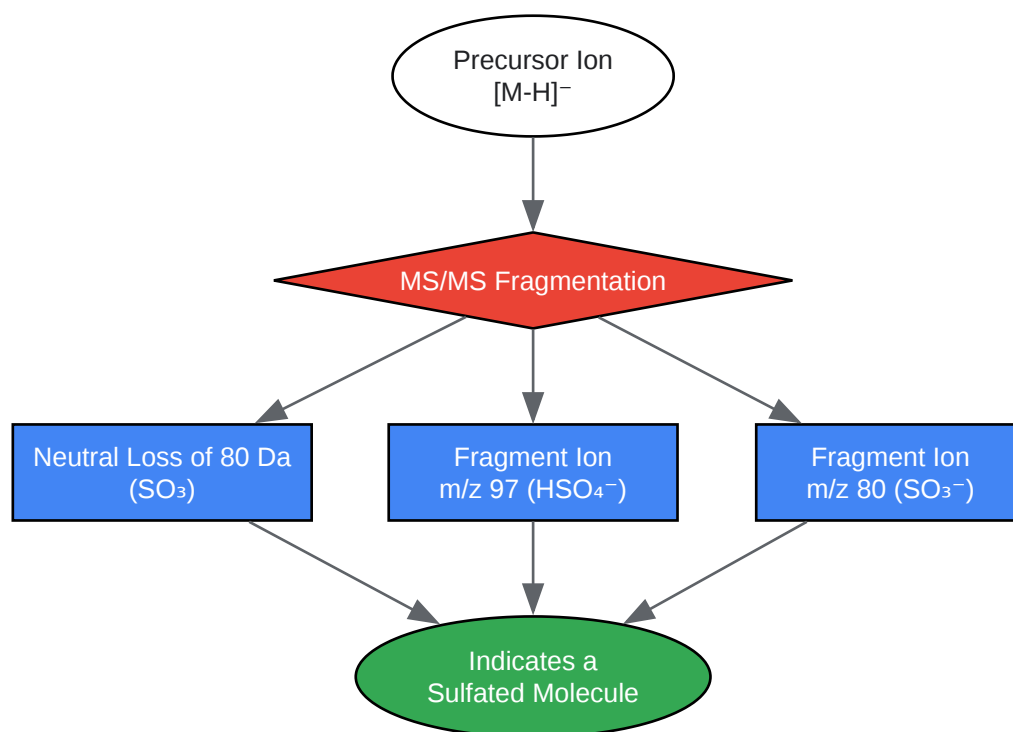 Precursor Ion
[M-H]⁻
MS/MS Fragmentation
Neutral Loss of 80 Da
(SO₃)
Fragment Ion
m/z 97 (HSO₄⁻)
Fragment Ion
m/z 80 (SO₃⁻)
Indicates a
Sulfated Molecule